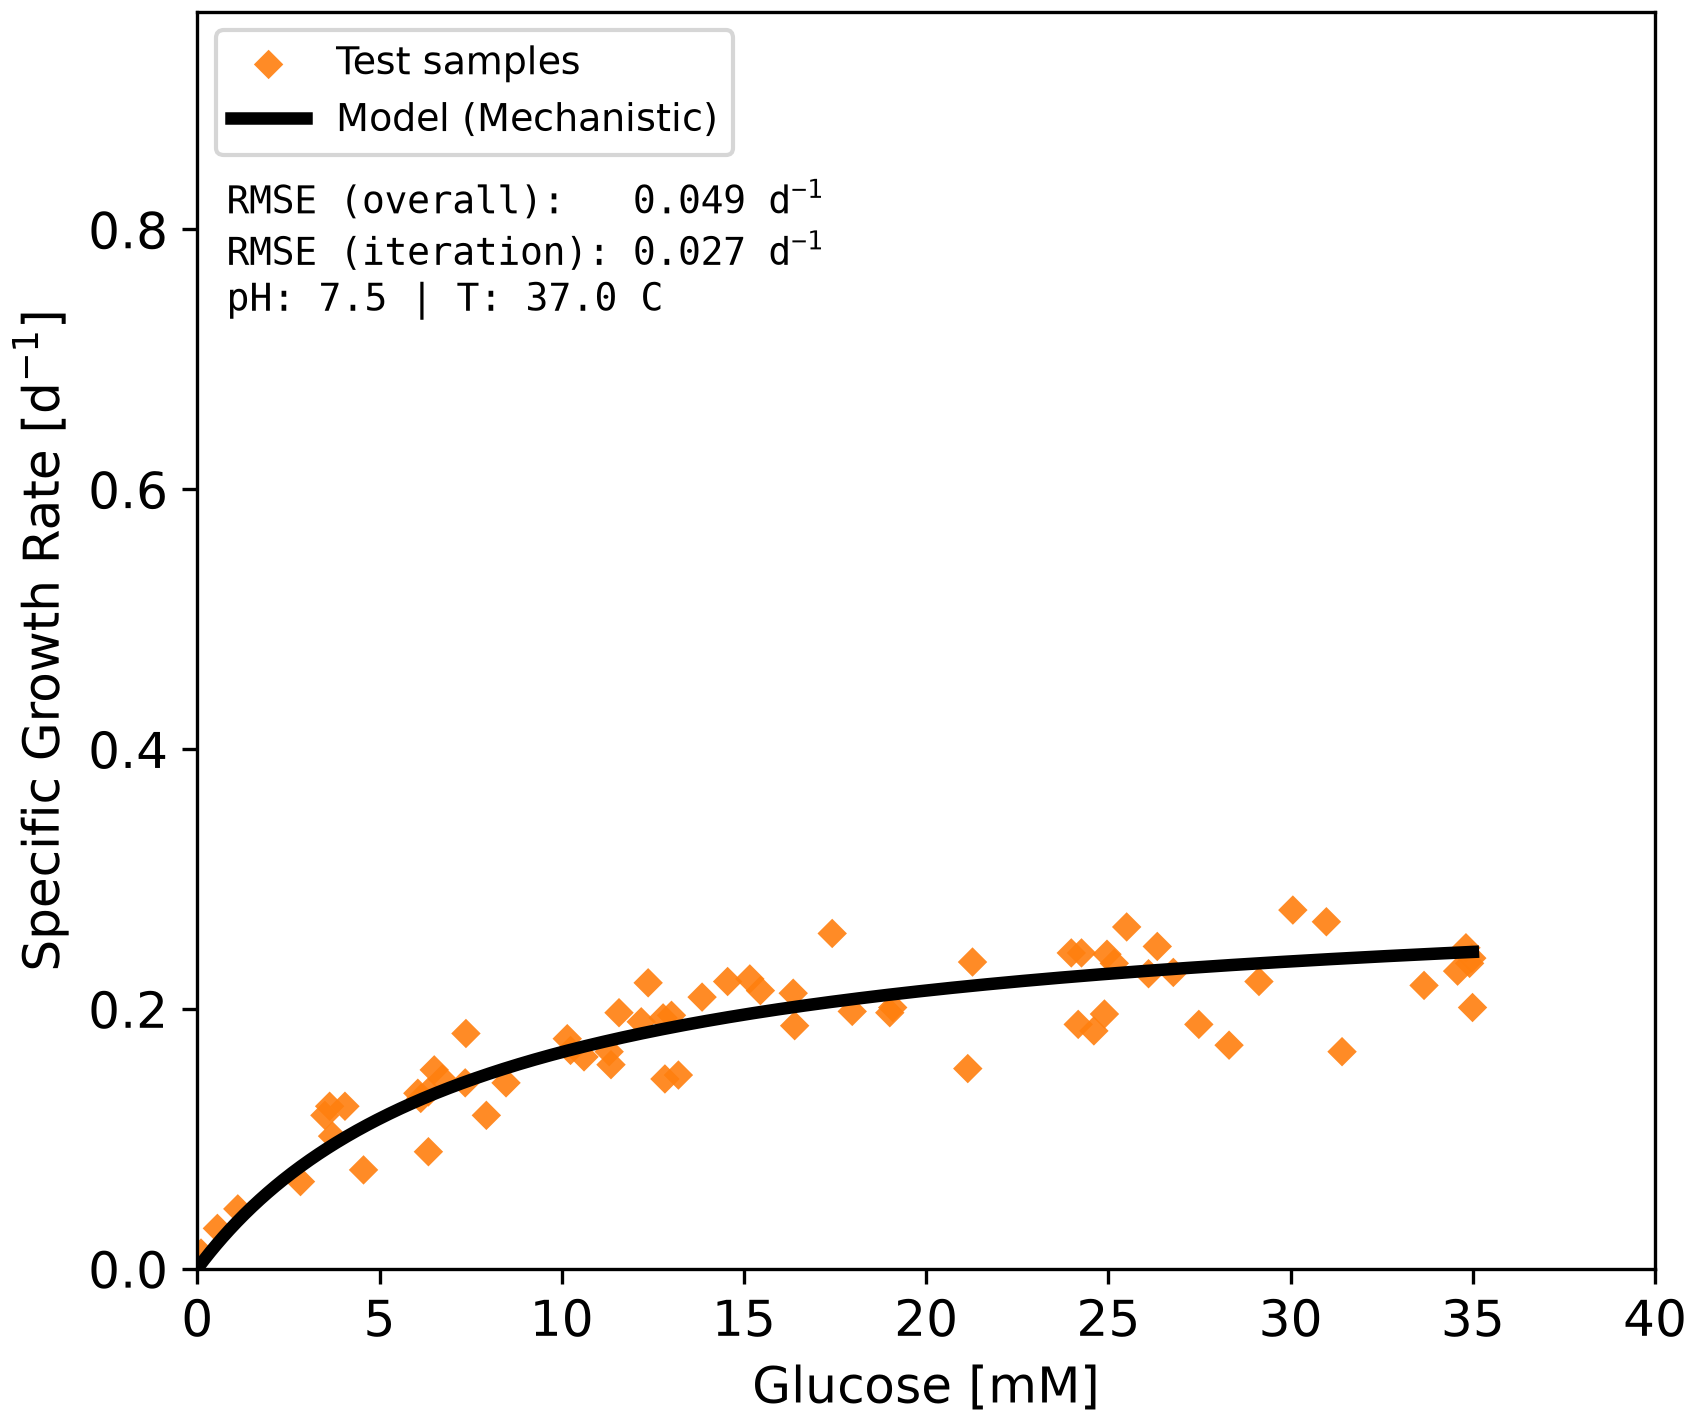 Test samples
Model (Mechanistic)
RMSE (overall):   0.049 d⁻¹
RMSE (iteration): 0.027 d⁻¹
pH: 7.5 | T: 37.0 C
Specific Growth Rate [d⁻¹]
0.8
0.6
0.4
0.2
0.0
0 5 10 15 20 25 30 35 40
Glucose [mM]